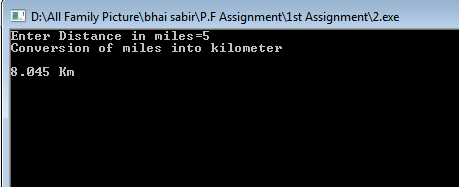 D:\All Family Picture\bhai sabir\P.F Assignment\1st Assignment\2.exe
Enter Distance in miles=5
Conversion of miles into kilometer
8.045 Km